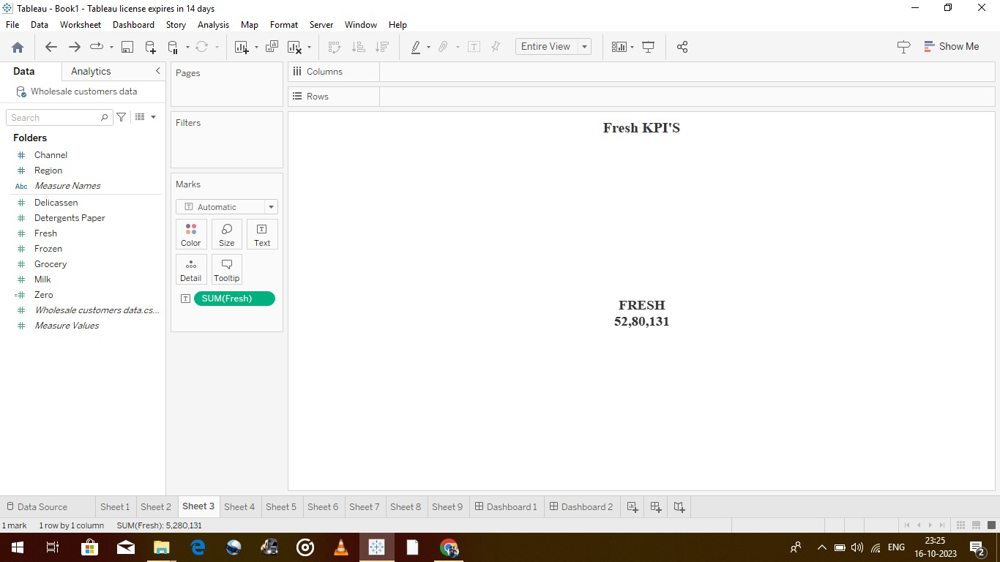 Tableau - Book1 - Tableau license expires in 14 days
File Data Worksheet Dashboard Story Analysis Map Format Server Window Help
Entire View
Show Me
Data Analytics
Wholesale customers data
Search
Folders
Channel
Region
Abc Measure Names
Delicassen
Detergents Paper
Fresh
Frozen
Grocery
Milk
Zero
Wholesale customers data.cs...
Measure Values
Pages
Filters
Marks
Automatic
Color Size Text
Detail Tooltip
SUM(Fresh)
Columns
Rows
Fresh KPI'S
FRESH
52,80,131
Data Source Sheet 1 Sheet 2 Sheet 3 Sheet 4 Sheet 5 Sheet 6 Sheet 7 Sheet 8 Sheet 9 Dashboard 1 Dashboard 2
1 mark 1 row by 1 column SUM(Fresh): 5,280,131
ENG
23:25
16-10-2023
2